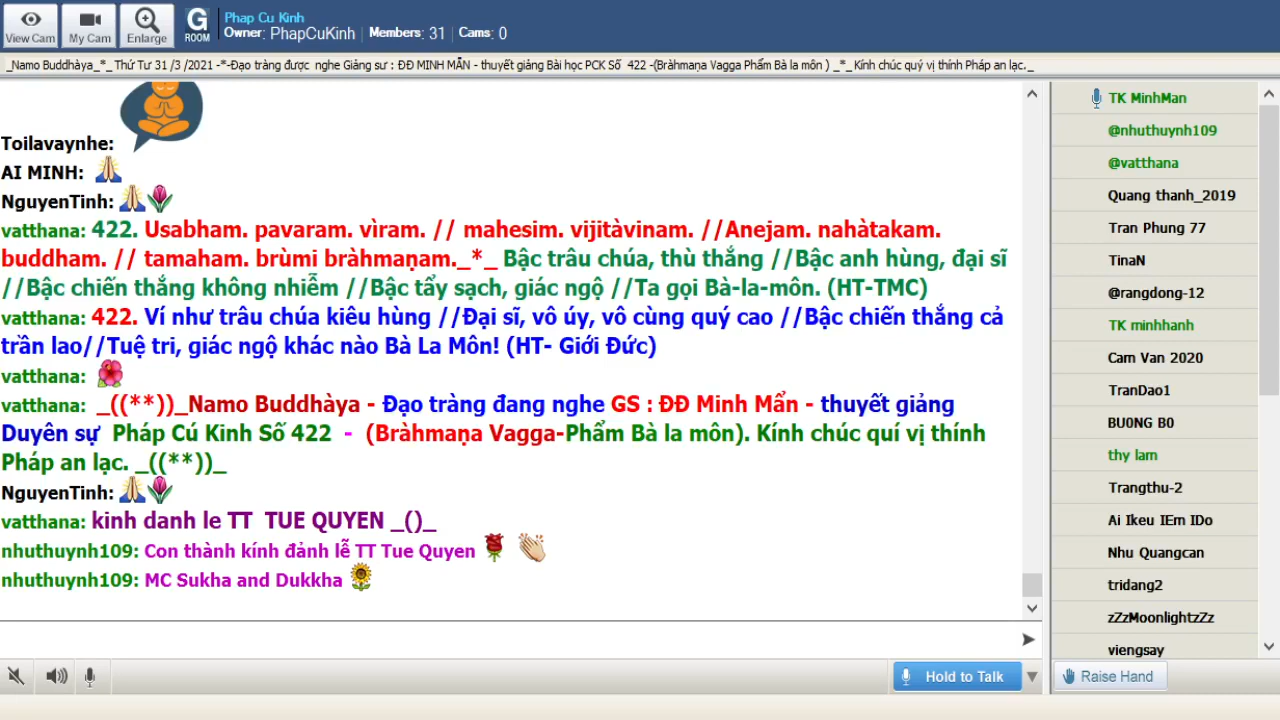 View Cam
My Cam
Enlarge
G
ROOM
Phap Cu Kinh
Owner: PhapCuKinh Members: 31 Cams: 0
_Namo Buddhàya_*_ Thứ Tư 31 /3 /2021 -*-Đạo tràng được nghe Giảng sư : ĐĐ MINH MẪN - thuyết giảng Bài học PCK Số 422 -(Bràhmaṇa Vagga Phẩm Bà la môn ) _*_ Kính chúc quý vị thính Pháp an lạc._
Toilavaynhe:
AI MINH:
NguyenTinh:
vatthana: 422. Usabham. pavaram. vìram. // mahesim. vijitàvinam. //Anejam. nahàtakam.
buddham. // tamaham. brùmi bràhmaṇam._*_ Bậc trâu chúa, thù thắng //Bậc anh hùng, đại sĩ
//Bậc chiến thắng không nhiễm //Bậc tẩy sạch, giác ngộ //Ta gọi Bà-la-môn. (HT-TMC)
vatthana: 422. Ví như trâu chúa kiêu hùng //Đại sĩ, vô úy, vô cùng quý cao //Bậc chiến thắng cả
trần lao//Tuệ tri, giác ngộ khác nào Bà La Môn! (HT- Giới Đức)
vatthana:
vatthana: _((**))_Namo Buddhàya - Đạo tràng đang nghe GS : ĐĐ Minh Mẩn - thuyết giảng
Duyên sự Pháp Cú Kinh Số 422 - (Bràhmaṇa Vagga-Phẩm Bà la môn). Kính chúc quí vị thính
Pháp an lạc. _((**))_
NguyenTinh:
vatthana: kinh danh le TT TUE QUYEN _()_
nhuthuynh109: Con thành kính đảnh lễ TT Tue Quyen
nhuthuynh109: MC Sukha and Dukkha
Hold to Talk
TK MinhMan
@nhuthuynh109
@vatthana
Quang thanh_2019
Tran Phung 77
TinaN
@rangdong-12
TK minhhanh
Cam Van 2020
TranDao1
BU0NG B0
thy lam
Trangthu-2
Ai Ikeu IEm IDo
Nhu Quangcan
tridang2
zZzMoonlightzZz
viengsay
Raise Hand